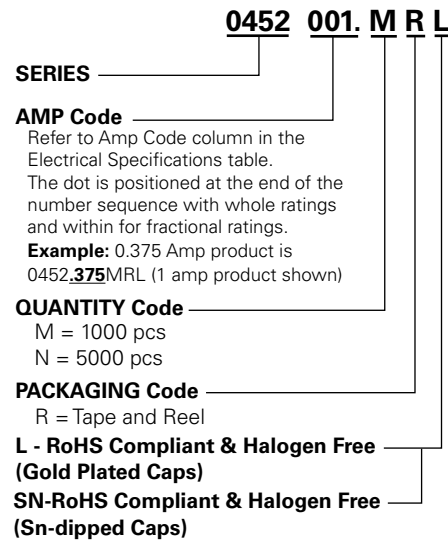 0452 001. M R L
SERIES
AMP Code
Refer to Amp Code column in the
Electrical Specifications table.
The dot is positioned at the end of the
number sequence with whole ratings
and within for fractional ratings.
Example: 0.375 Amp product is
0452.375MRL (1 amp product shown)
QUANTITY Code
M = 1000 pcs
N = 5000 pcs
PACKAGING Code
R = Tape and Reel
L - RoHS Compliant & Halogen Free
(Gold Plated Caps)
SN-RoHS Compliant & Halogen Free
(Sn-dipped Caps)